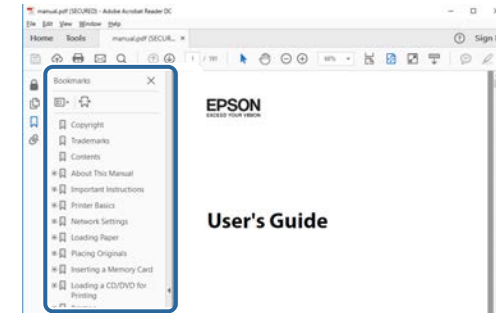 manual.pdf (SECURED) - Adobe Acrobat Reader DC
File Edit View Window Help
Home Tools manual.pdf (SECUR... ×
Sign I
1 / 191
Bookmarks
Copyright
Trademarks
Contents
About This Manual
Important Instructions
Printer Basics
Network Settings
Loading Paper
Placing Originals
Inserting a Memory Card
Loading a CD/DVD for
Printing
EPSON
EXCEED YOUR VISION
User's Guide